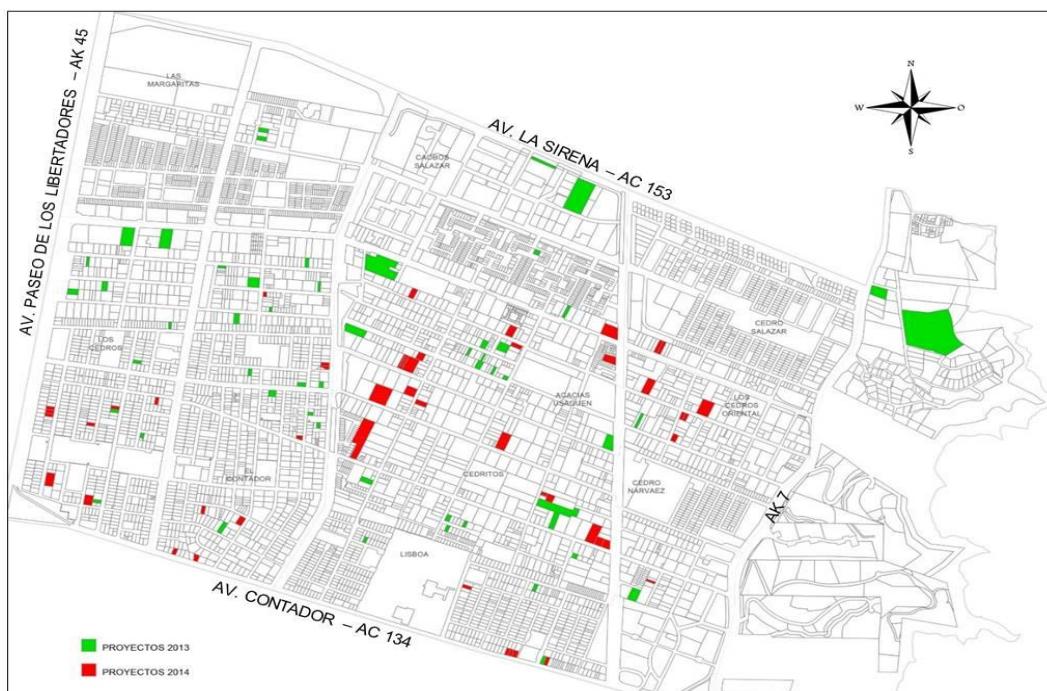 AV. PASEO DE LOS LIBERTADORES – AK 45
LAS
MARGARITAS
CAOBOS
SALAZAR
AV. LA SIRENA – AC 153
N
W
O
S
LOS
CEDROS
CEDRO
SALAZAR
ACACIAS
USAQUEN
LOS
CEDROS
ORIENTAL
EL
CONTADOR
CEDRITOS
CEDRO
NARVAEZ
AK 7
LISBOA
AV. CONTADOR – AC 134
PROYECTOS 2013
PROYECTOS 2014